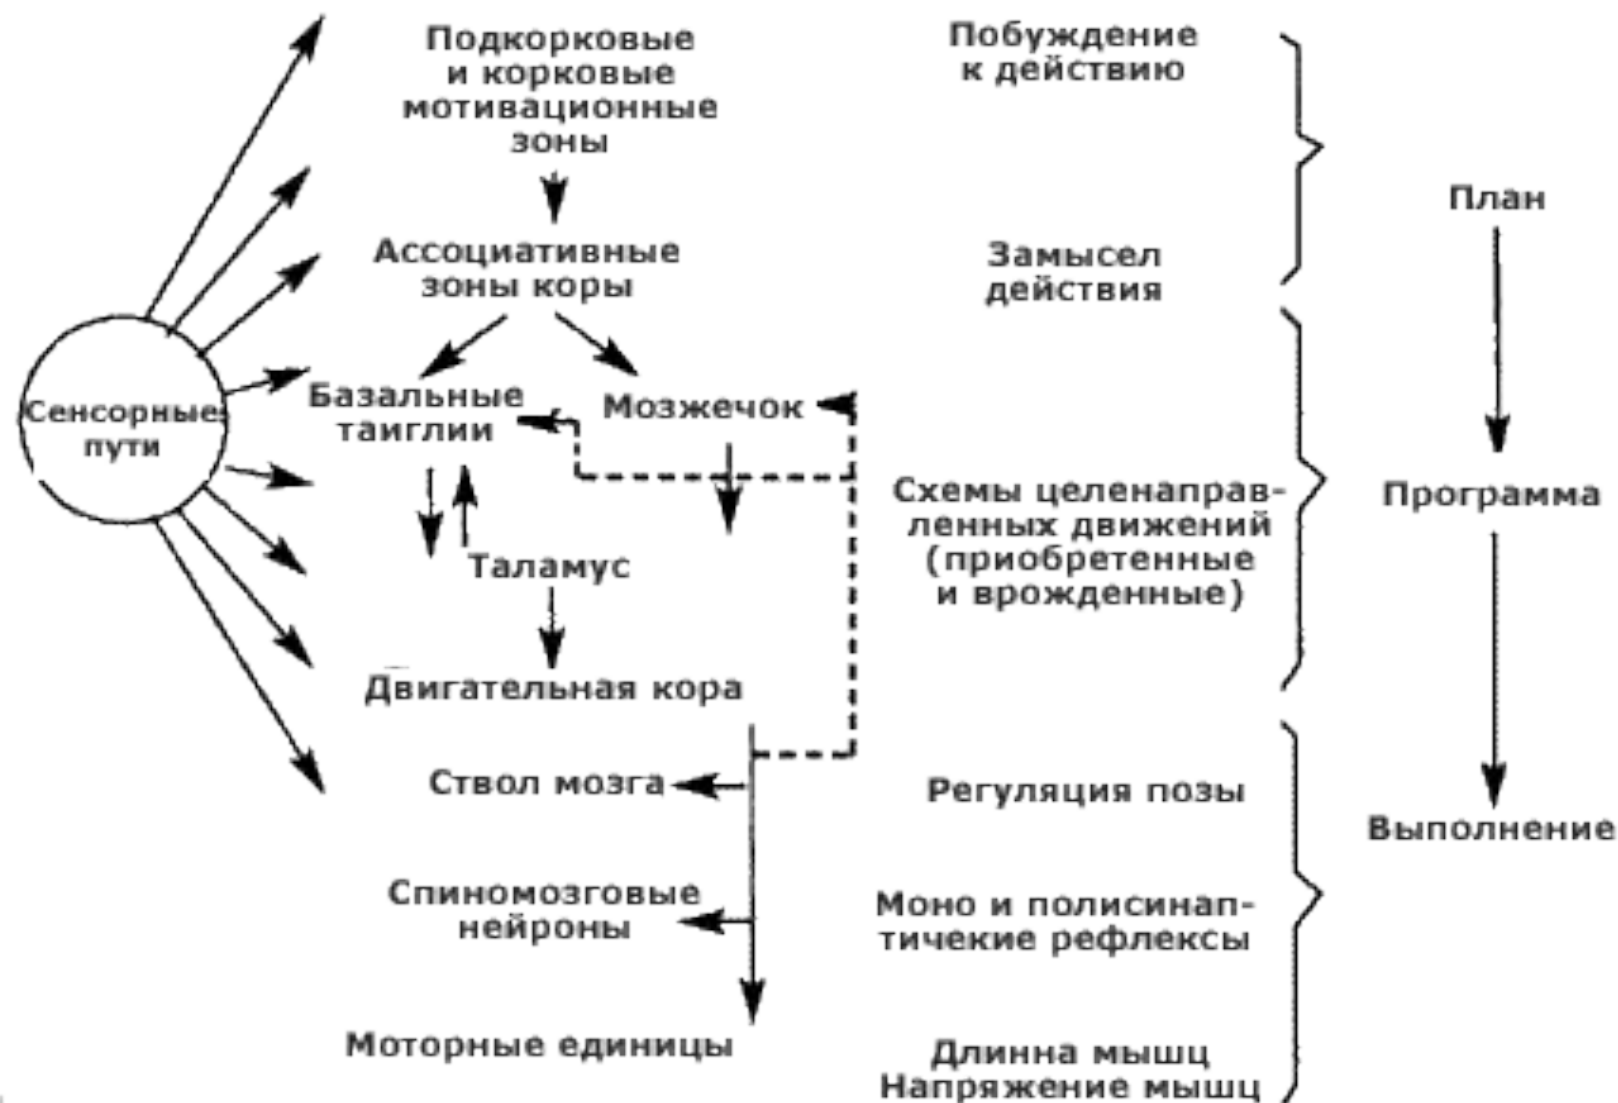 Подкорковые
и корковые
мотивационные
зоны
Побуждение
к действию
План
Ассоциативные
зоны коры
Замысел
действия
Сенсорные
пути
Базальные
таиглии
Мозжечок
Схемы целенаправ-
ленных движений
(приобретенные
и врожденные)
Программа
Таламус
Двигательная кора
Ствол мозга
Регуляция позы
Выполнение
Спиномозговые
нейроны
Моно и полисинап-
тичекие рефлексы
Моторные единицы
Длинна мышц
Напряжение мышц